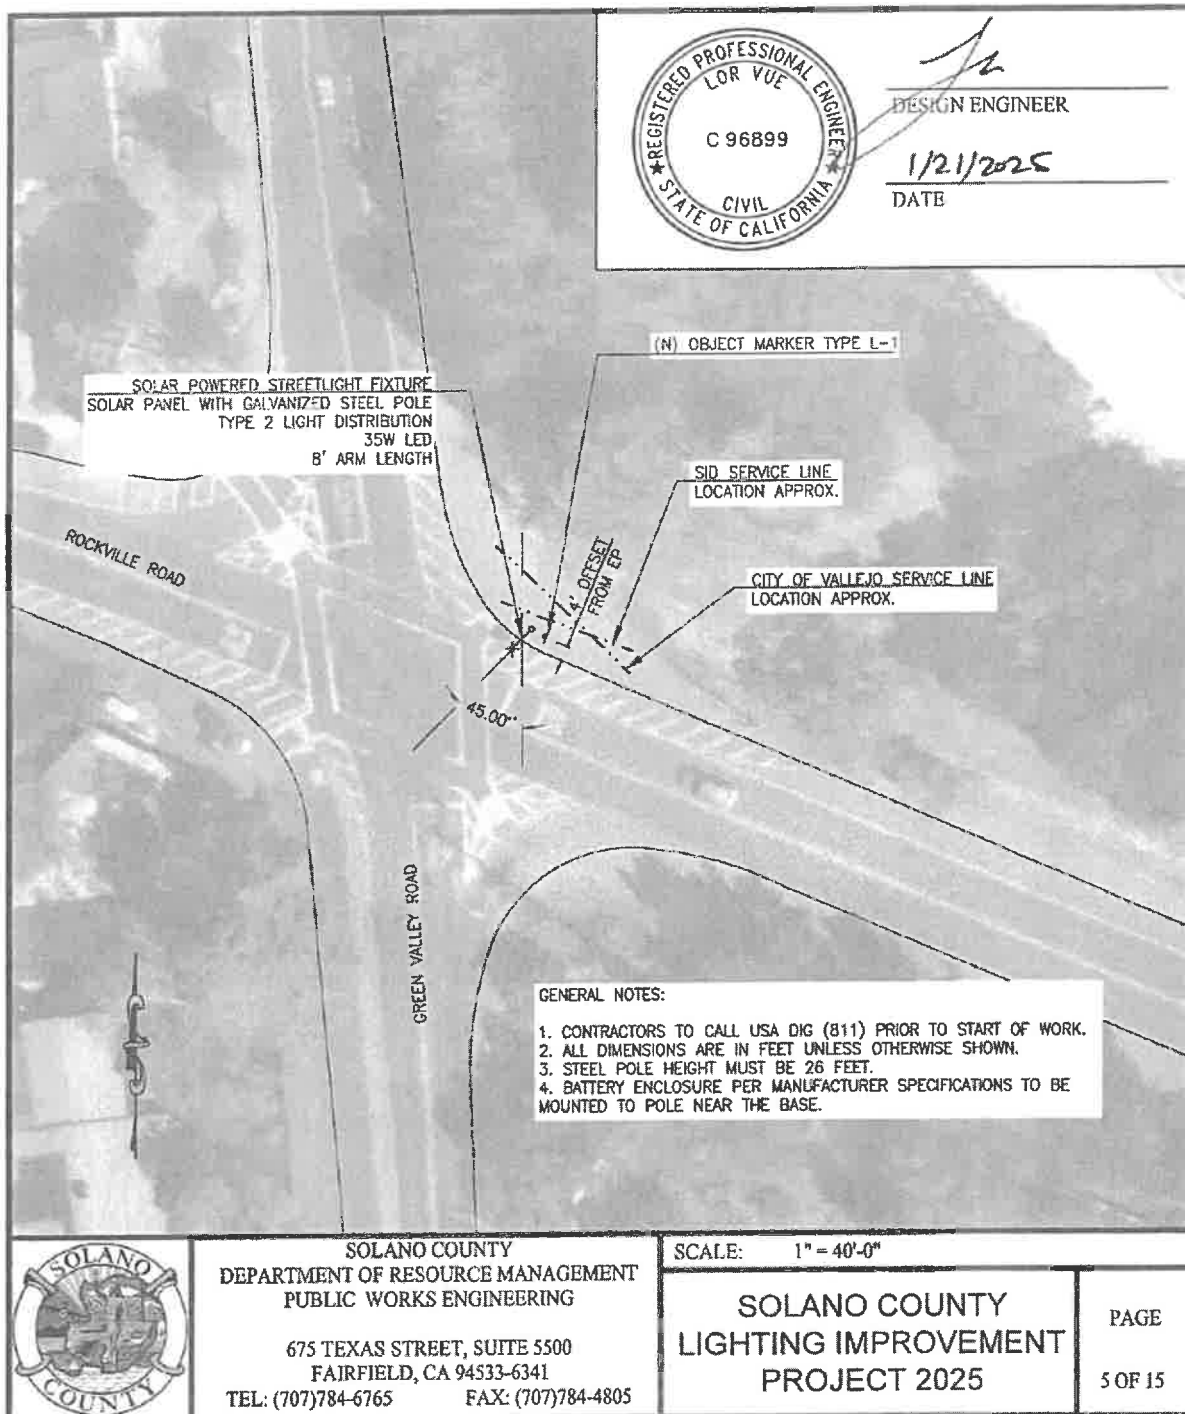 REGISTERED PROFESSIONAL ENGINEER
LOR VUE
C 96899
CIVIL
STATE OF CALIFORNIA
DESIGN ENGINEER
1/21/2025
DATE
(N) OBJECT MARKER TYPE L-1
SOLAR POWERED STREETLIGHT FIXTURE
SOLAR PANEL WITH GALVANIZED STEEL POLE
TYPE 2 LIGHT DISTRIBUTION
35W LED
8' ARM LENGTH
SID SERVICE LINE
LOCATION APPROX.
ROCKVILLE ROAD
4' OFFSET
FROM EP
CITY OF VALLEJO SERVICE LINE
LOCATION APPROX.
45.00°
GREEN VALLEY ROAD
GENERAL NOTES:
1. CONTRACTORS TO CALL USA DIG (811) PRIOR TO START OF WORK.
2. ALL DIMENSIONS ARE IN FEET UNLESS OTHERWISE SHOWN.
3. STEEL POLE HEIGHT MUST BE 26 FEET.
4. BATTERY ENCLOSURE PER MANUFACTURER SPECIFICATIONS TO BE
MOUNTED TO POLE NEAR THE BASE.
SOLANO
COUNTY
SOLANO COUNTY
DEPARTMENT OF RESOURCE MANAGEMENT
PUBLIC WORKS ENGINEERING
675 TEXAS STREET, SUITE 5500
FAIRFIELD, CA 94533-6341
TEL: (707)784-6765 FAX: (707)784-4805
SCALE: 1" = 40'-0"
SOLANO COUNTY
LIGHTING IMPROVEMENT
PROJECT 2025
PAGE
5 OF 15